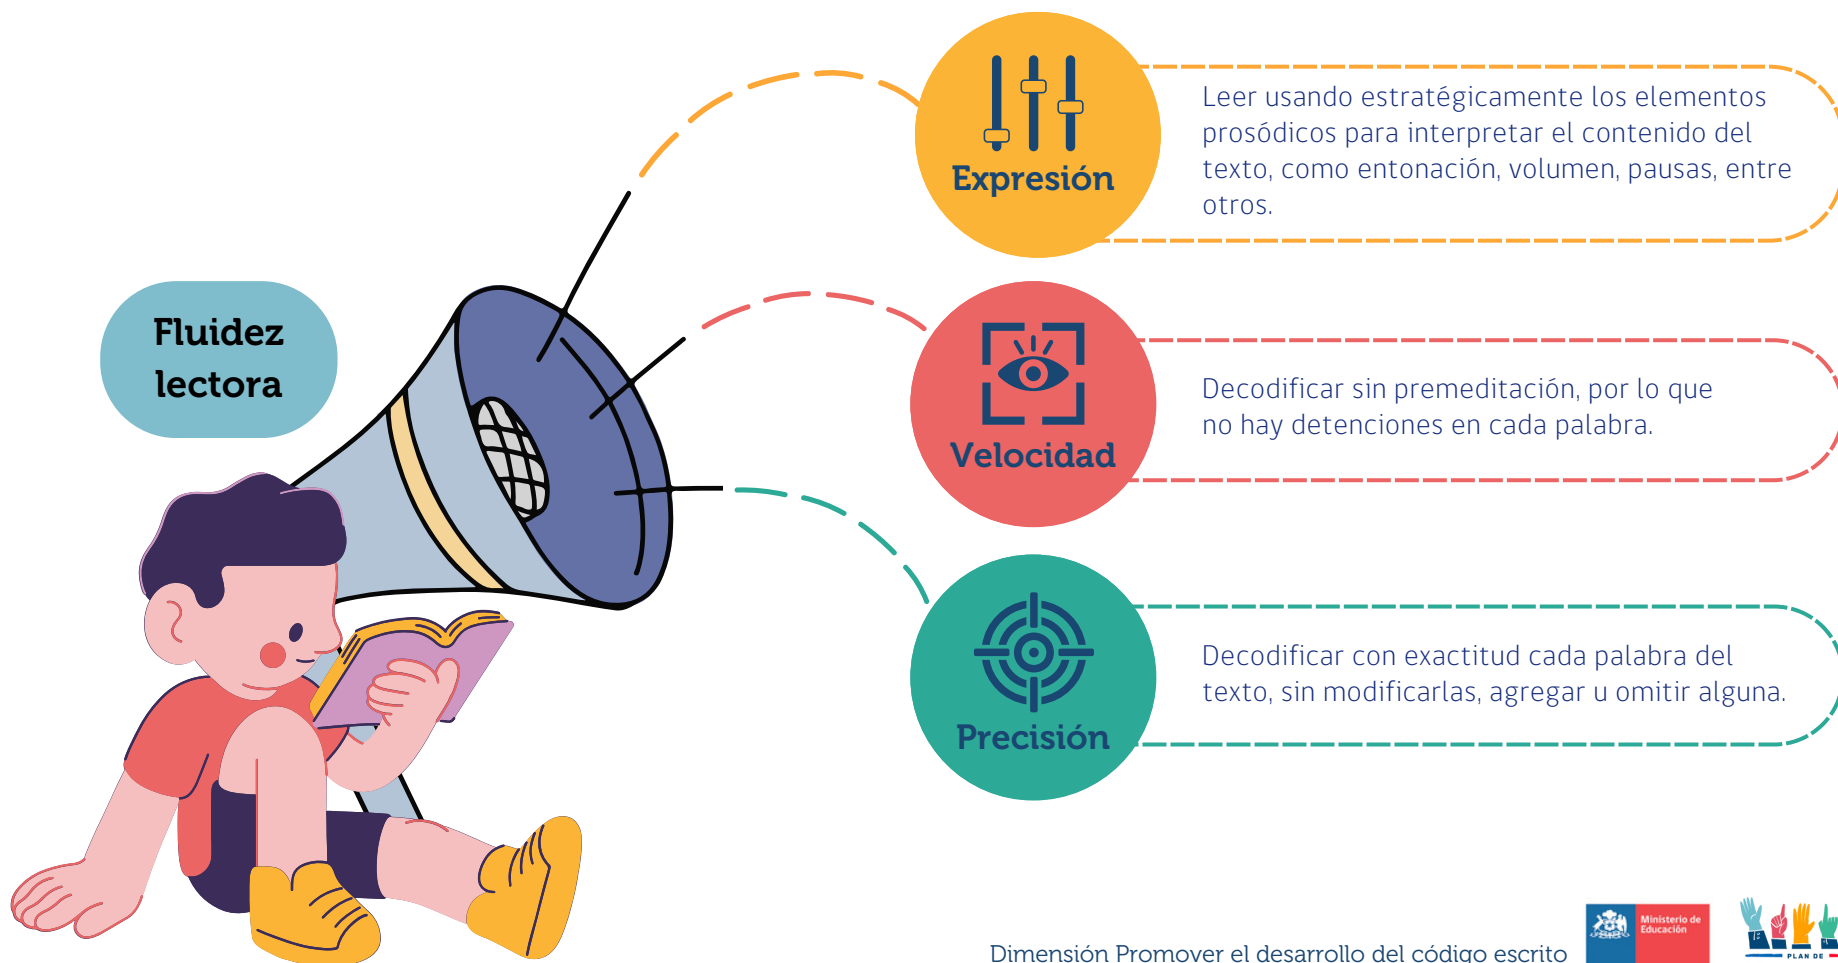 Fluidez
lectora
Expresión
Leer usando estratégicamente los elementos
prosódicos para interpretar el contenido del
texto, como entonación, volumen, pausas, entre
otros.
Velocidad
Decodificar sin premeditación, por lo que
no hay detenciones en cada palabra.
Precisión
Decodificar con exactitud cada palabra del
texto, sin modificarlas, agregar u omitir alguna.
Dimensión Promover el desarrollo del código escrito
Ministerio de
Educación
PLAN DE